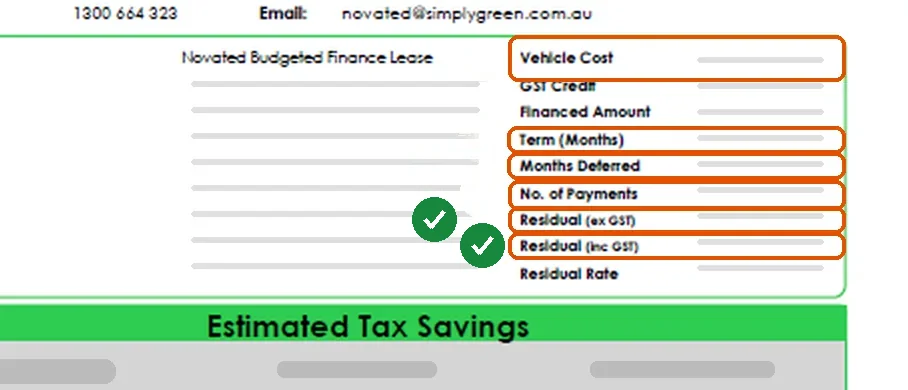 1300 664 323 Email: novated@simplygreen.com.au
Novated Budgeted Finance Lease
Vehicle Cost
GST Credit
Financed Amount
Term (Months)
Months Deferred
No. of Payments
Residual (ex GST)
Residual (inc GST)
Residual Rate
Estimated Tax Savings